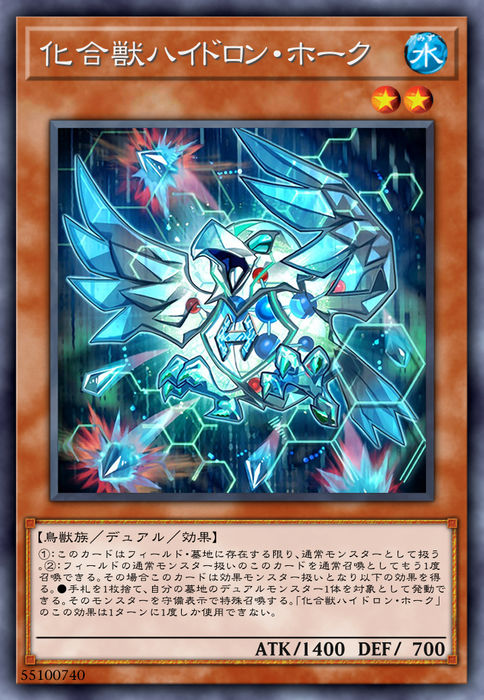 化合獣ハイドロン・ホーク
みず
水
H
【鳥獣族／デュアル／効果】
①:このカードはフィールド・墓地に存在する限り、通常モンスターとして扱う
。②:フィールドの通常モンスター扱いのこのカードを通常召喚としてもう1度
召喚できる。その場合このカードは効果モンスター扱いとなり以下の効果を得
る。●手札を1枚捨て、自分の墓地のデュアルモンスター1体を対象として発動で
きる。そのモンスターを守備表示で特殊召喚する。「化合獣ハイドロン・ホーク」
のこの効果は1ターンに1度しか使用できない。
ATK/1400 DEF/ 700
55100740